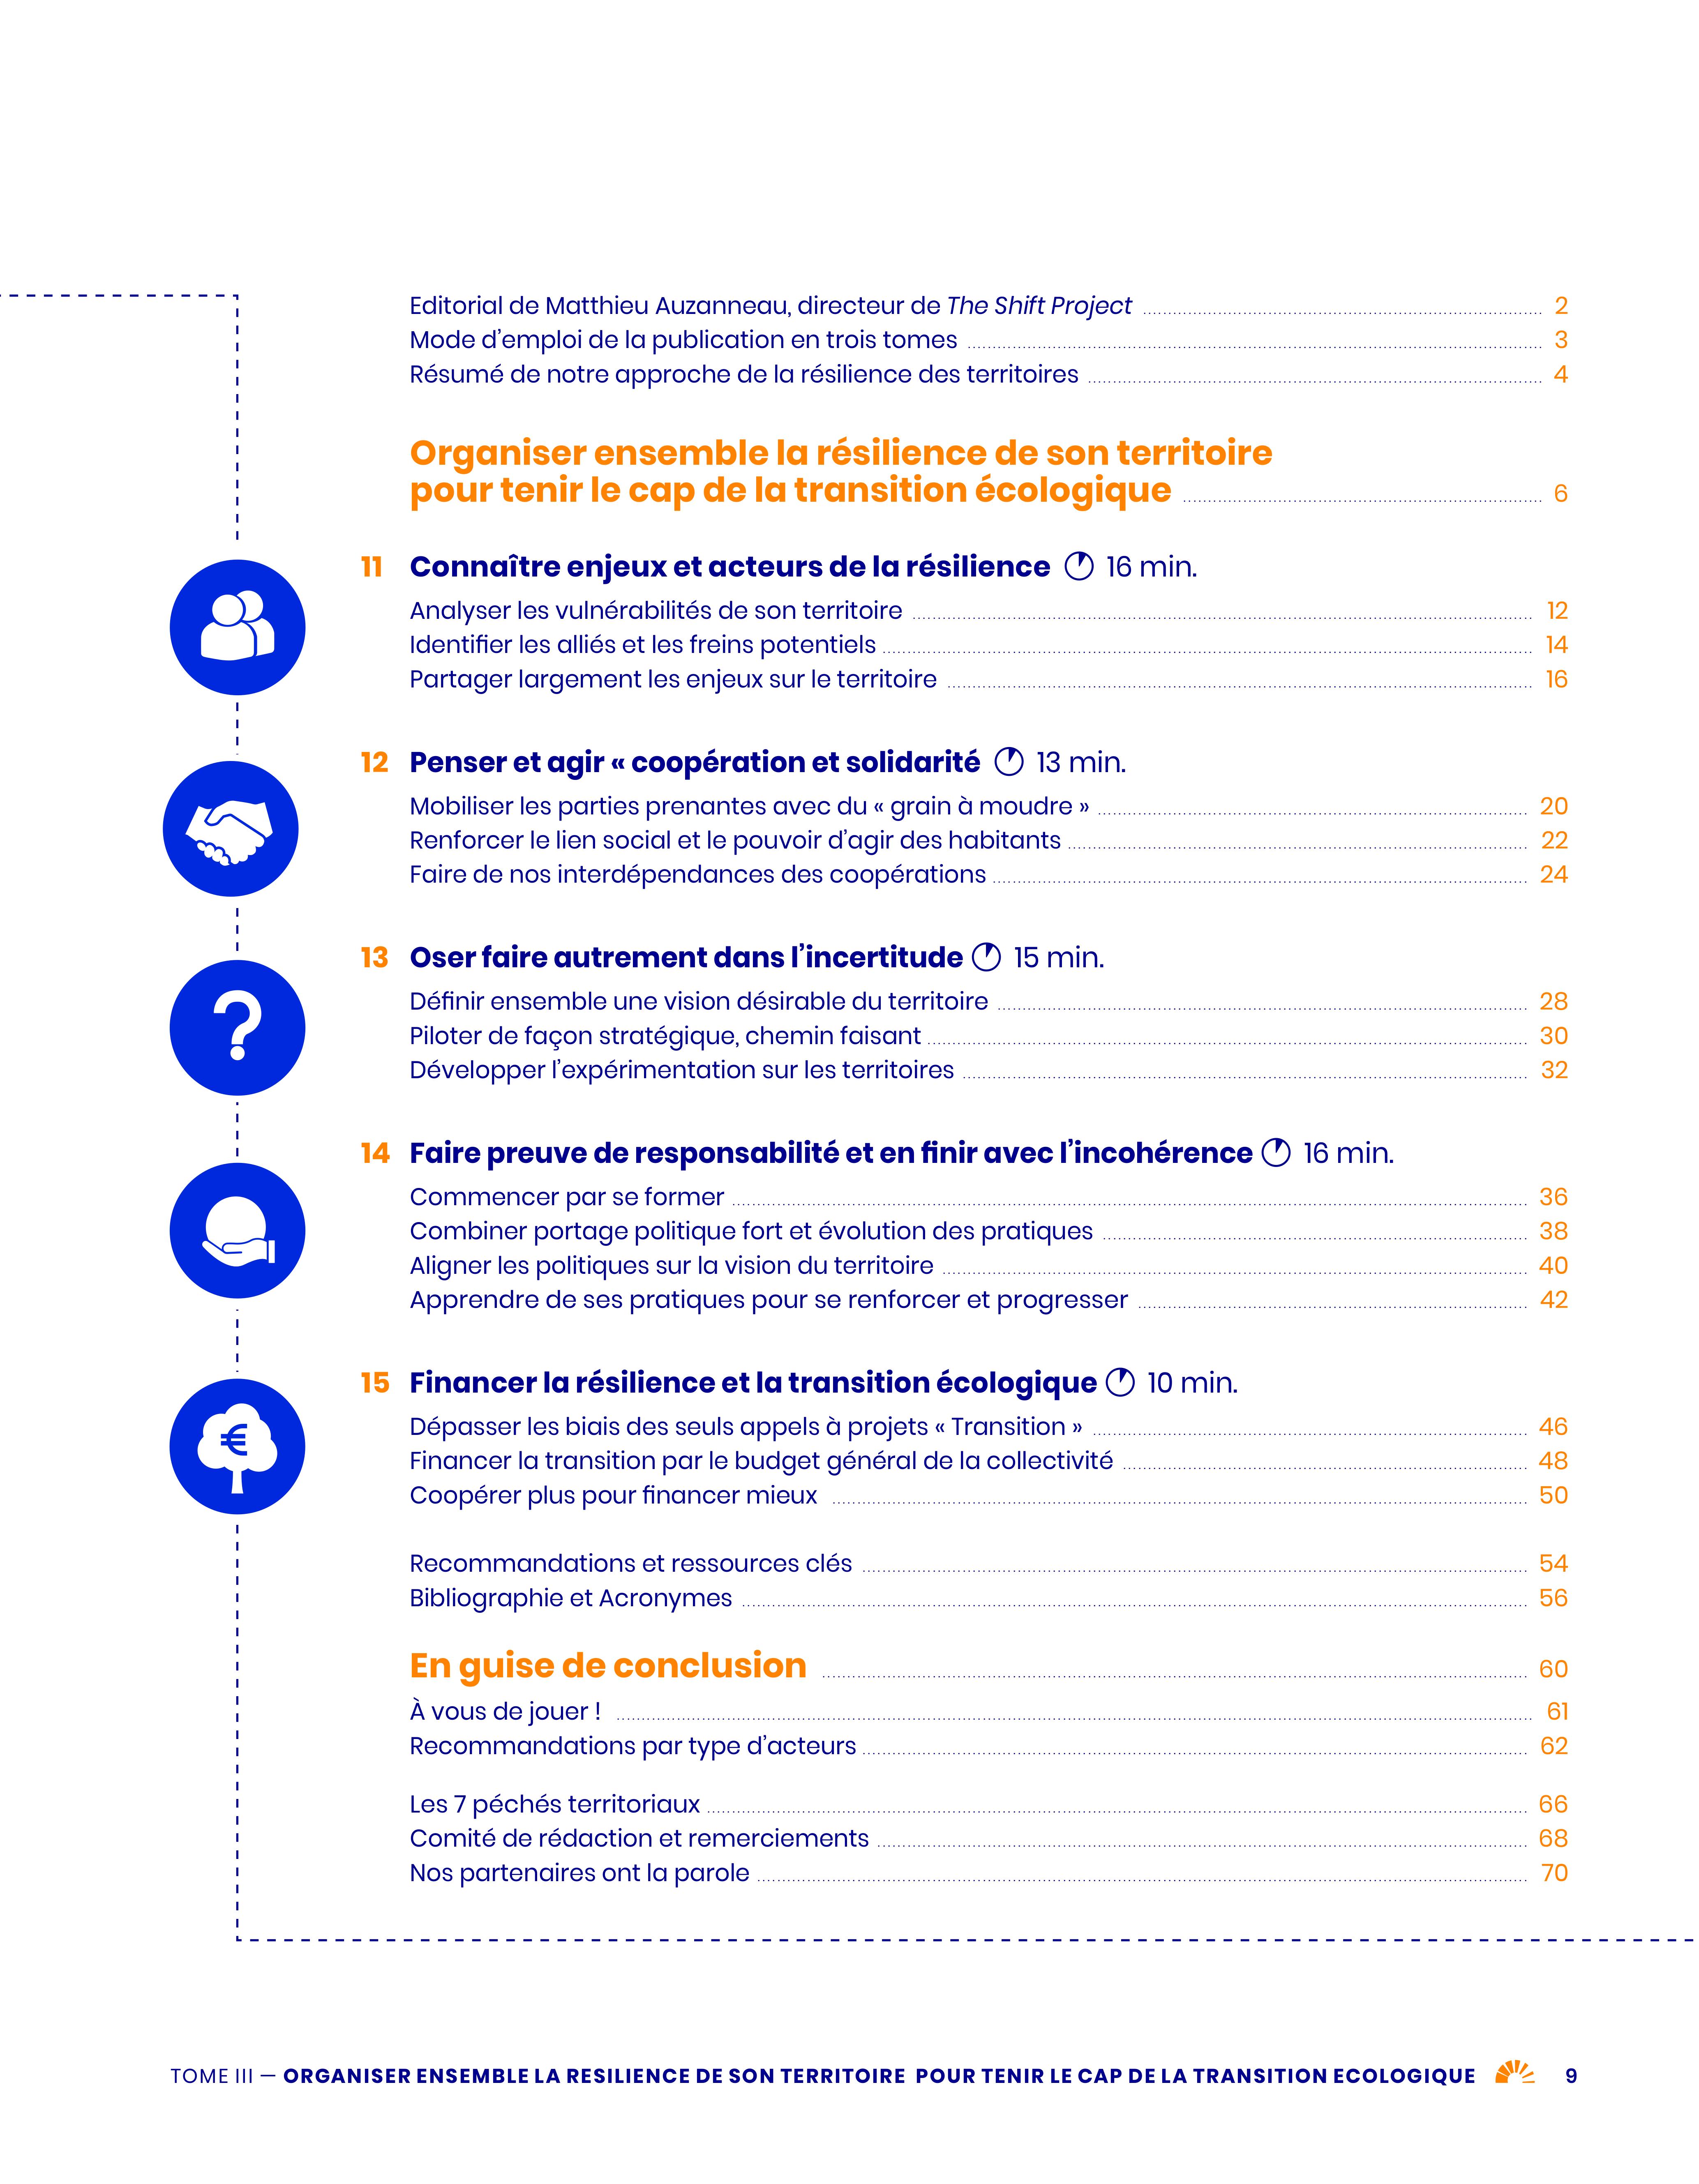 Editorial de Matthieu Auzanneau, directeur de The Shift Project 2
Mode d’emploi de la publication en trois tomes 3
Résumé de notre approche de la résilience des territoires 4
Organiser ensemble la résilience de son territoire
pour tenir le cap de la transition écologique 6
11 Connaître enjeux et acteurs de la résilience 16 min.
Analyser les vulnérabilités de son territoire 12
Identifier les alliés et les freins potentiels 14
Partager largement les enjeux sur le territoire 16
12 Penser et agir « coopération et solidarité 13 min.
Mobiliser les parties prenantes avec du « grain à moudre » 20
Renforcer le lien social et le pouvoir d’agir des habitants 22
Faire de nos interdépendances des coopérations 24
13 Oser faire autrement dans l’incertitude 15 min.
Définir ensemble une vision désirable du territoire 28
Piloter de façon stratégique, chemin faisant 30
Développer l’expérimentation sur les territoires 32
14 Faire preuve de responsabilité et en finir avec l’incohérence 16 min.
Commencer par se former 36
Combiner portage politique fort et évolution des pratiques 38
Aligner les politiques sur la vision du territoire 40
Apprendre de ses pratiques pour se renforcer et progresser 42
15 Financer la résilience et la transition écologique 10 min.
Dépasser les biais des seuls appels à projets « Transition » 46
Financer la transition par le budget général de la collectivité 48
Coopérer plus pour financer mieux 50
Recommandations et ressources clés 54
Bibliographie et Acronymes 56
En guise de conclusion 60
À vous de jouer ! 61
Recommandations par type d’acteurs 62
Les 7 péchés territoriaux 66
Comité de rédaction et remerciements 68
Nos partenaires ont la parole 70
TOME III — ORGANISER ENSEMBLE LA RESILIENCE DE SON TERRITOIRE POUR TENIR LE CAP DE LA TRANSITION ECOLOGIQUE 9